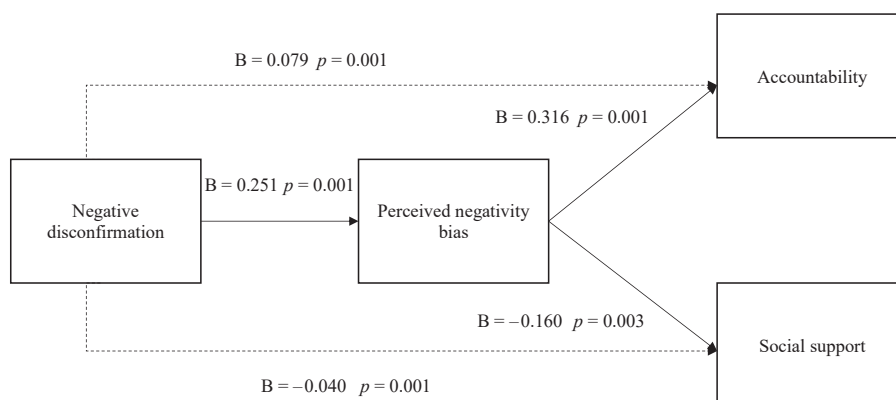 B = 0.079 p = 0.001
Accountability
B = 0.316 p = 0.001
B = 0.251 p = 0.001
Negative
disconfirmation
Perceived negativity
bias
B = −0.160 p = 0.003
Social support
B = −0.040 p = 0.001